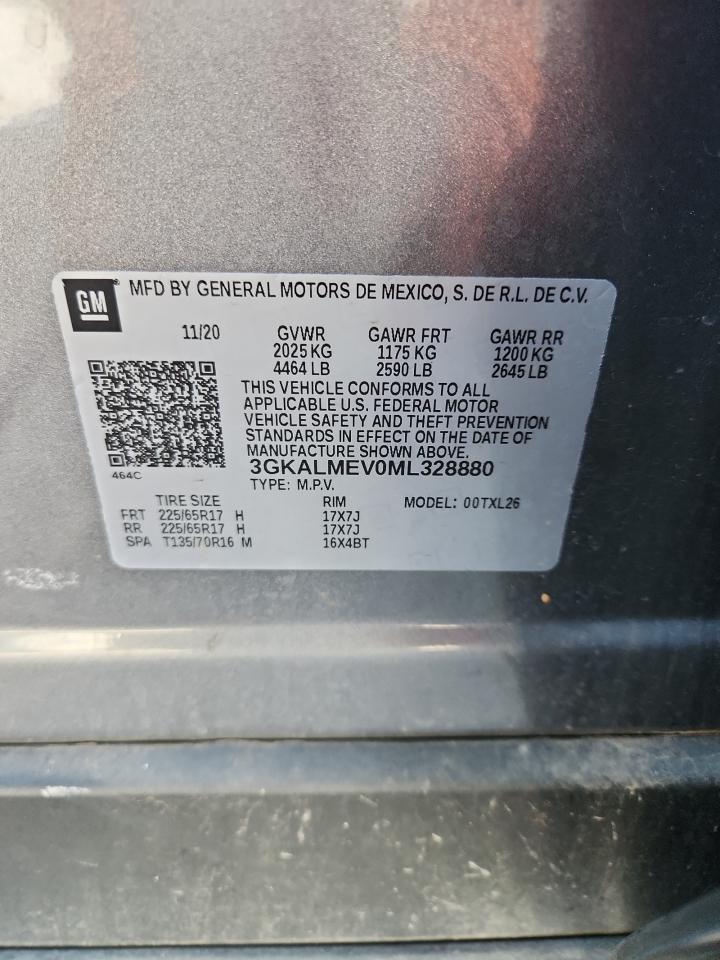 GM ® MFD BY GENERAL MOTORS DE MEXICO, S. DE R.L. DE C.V.
11/20 GVWR GAWR FRT GAWR RR
2025 KG 1175 KG 1200 KG
4464 LB 2590 LB 2645 LB
THIS VEHICLE CONFORMS TO ALL
APPLICABLE U.S. FEDERAL MOTOR
VEHICLE SAFETY AND THEFT PREVENTION
STANDARDS IN EFFECT ON THE DATE OF
MANUFACTURE SHOWN ABOVE.
464C 3GKALMEV0ML328880
TYPE: M.P.V.
TIRE SIZE RIM MODEL: 00TXL26
FRT 225/65R17 H 17X7J
RR 225/65R17 H 17X7J
SPA T135/70R16 M 16X4BT